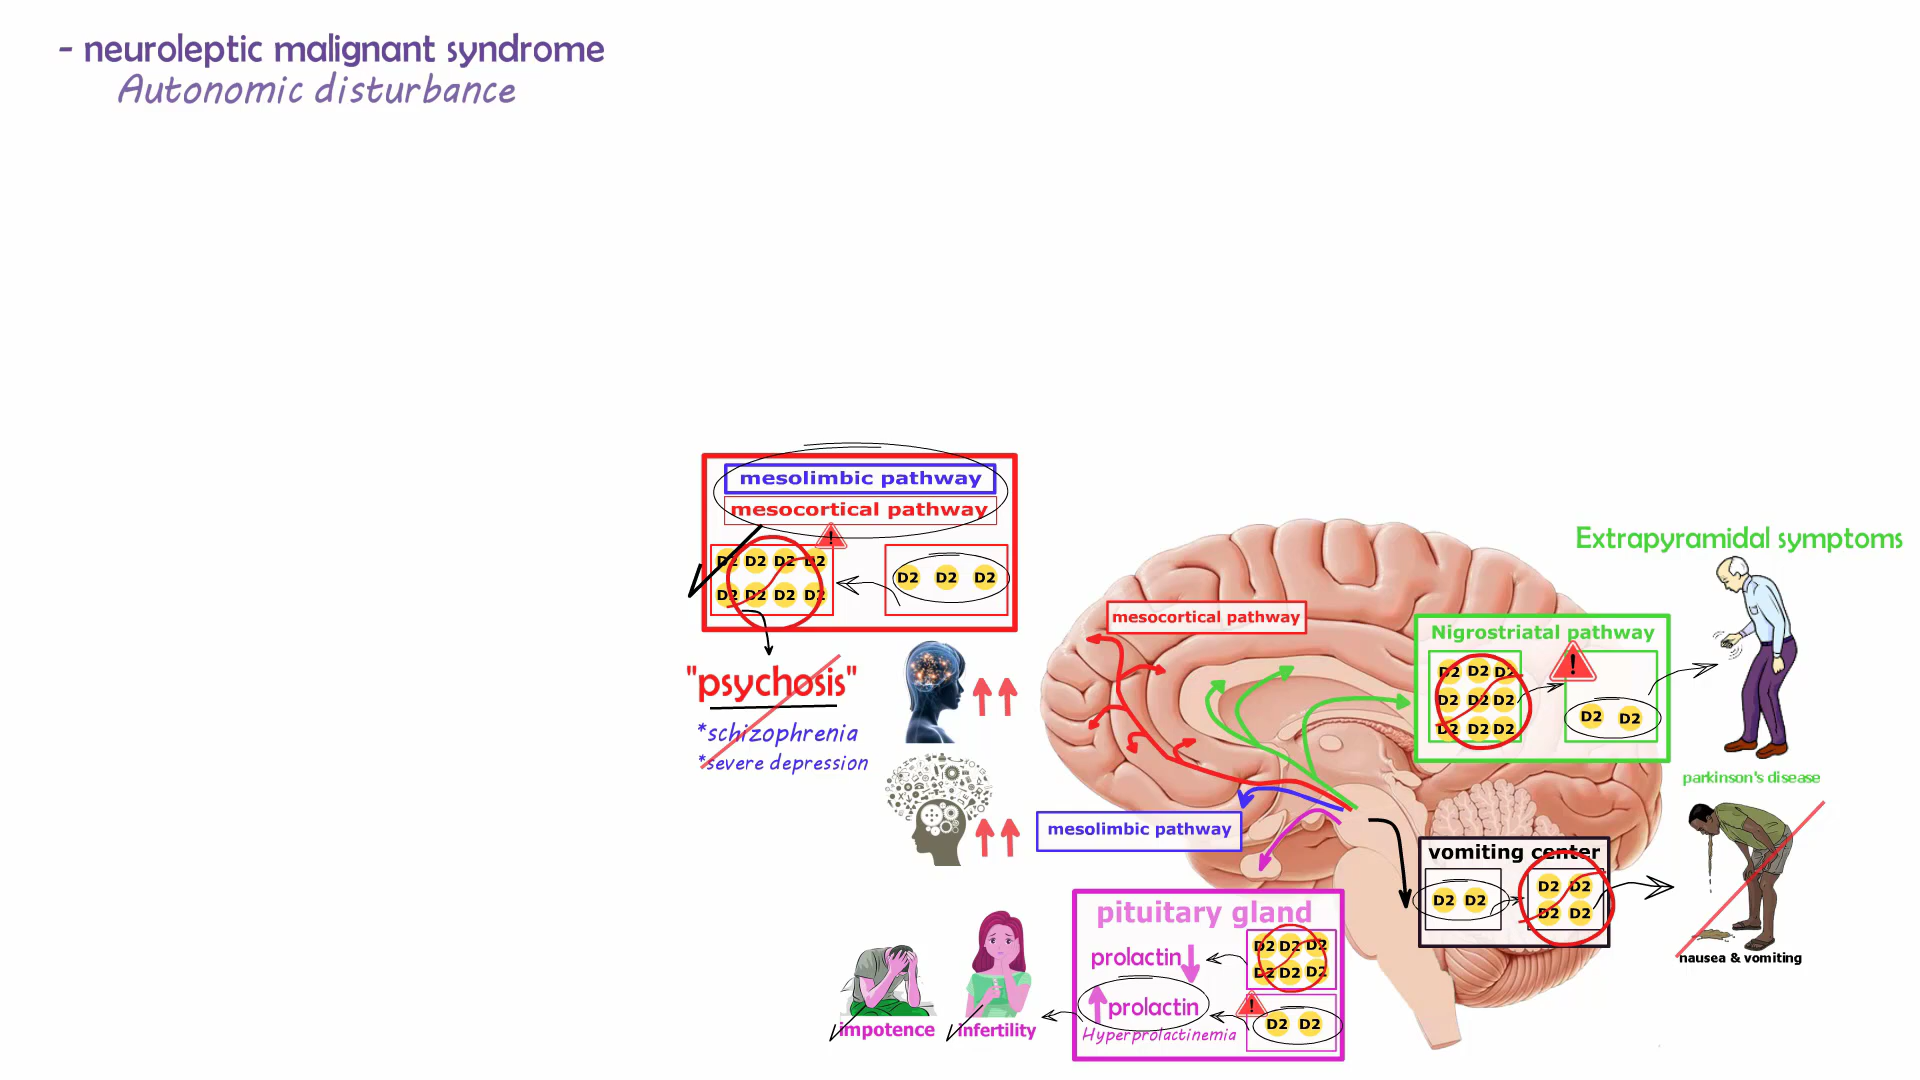 - neuroleptic malignant syndrome
Autonomic disturbance
mesolimbic pathway
mesocortical pathway
!
D2 D2 D2 D2
D2 D2 D2 D2
D2 D2 D2
"psychosis"
*schizophrenia
*severe depression
mesocortical pathway
mesolimbic pathway
Extrapyramidal symptoms
Nigrostriatal pathway
!
D2 D2 D2
D2 D2 D2
D2 D2 D2
D2 D2
parkinson's disease
vomiting center
D2 D2
D2 D2
D2 D2
nausea & vomiting
pituitary gland
prolactin
D2 D2 D2
D2 D2 D2
prolactin
!
D2 D2
Hyperprolactinemia
impotence
infertility